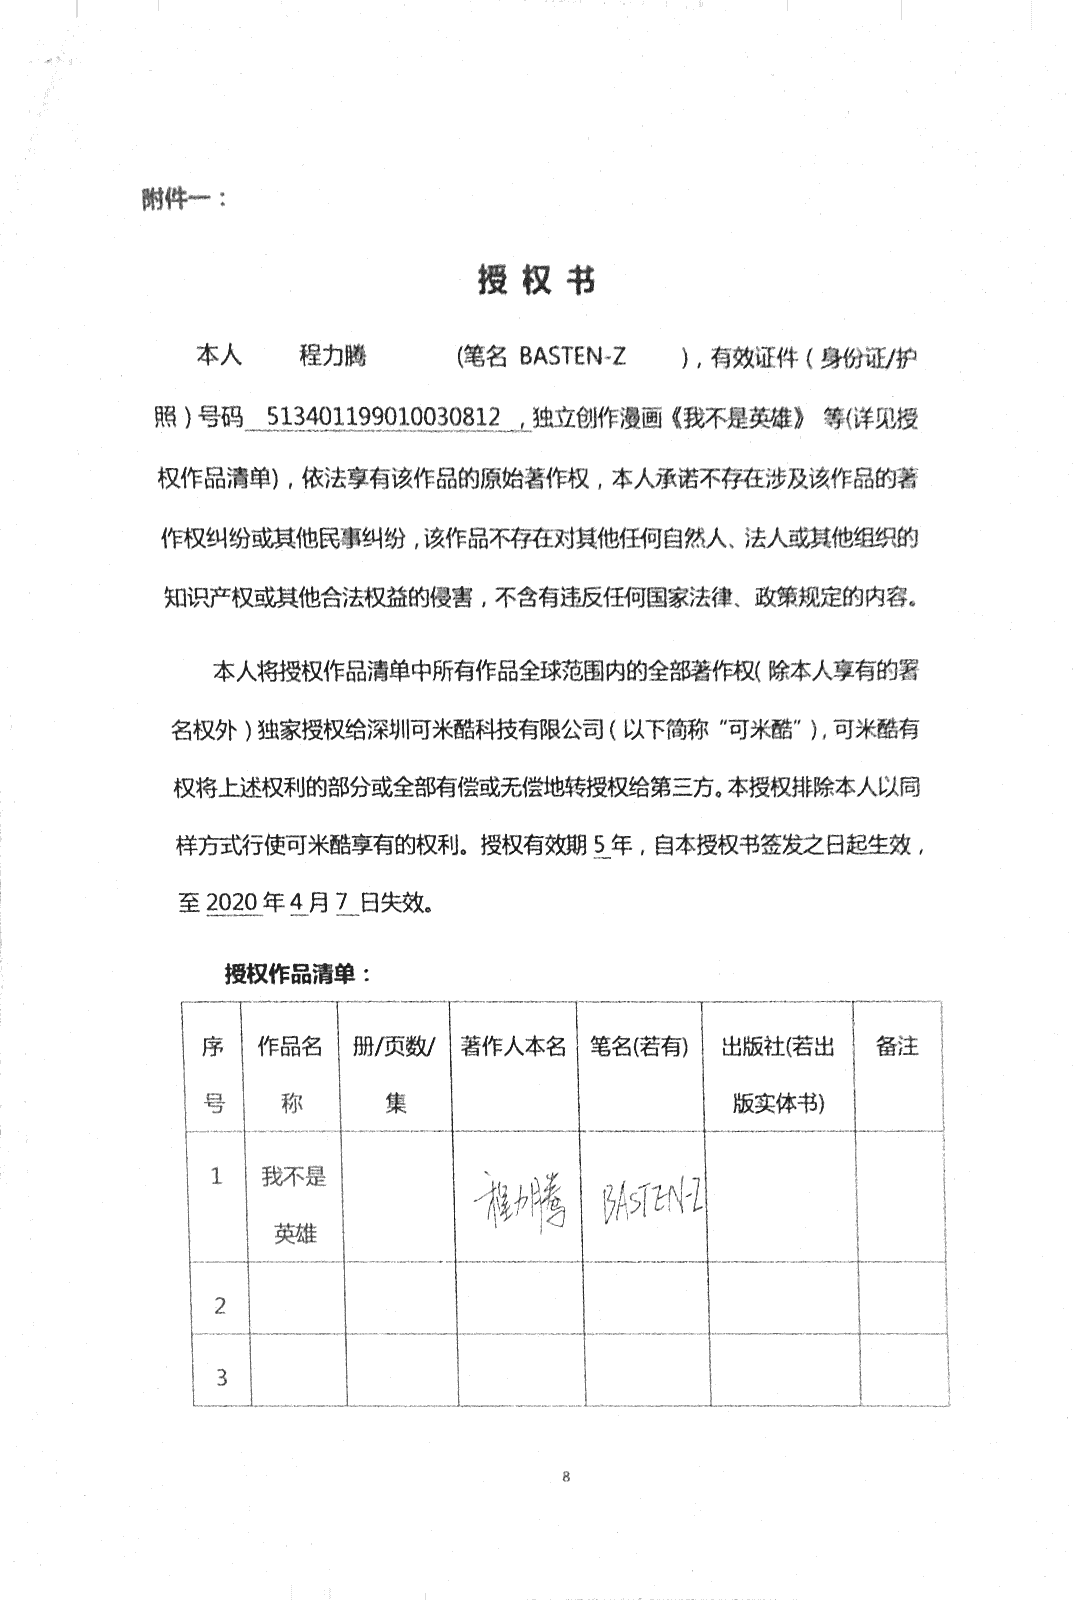 附件一：
授 权 书
本人 程力腾 (笔名 BASTEN-Z ），有效证件（身份证/护
照）号码 513401199010030812 ，独立创作漫画《我不是英雄》 等(详见授
权作品清单)，依法享有该作品的原始著作权，本人承诺不存在涉及该作品的著
作权纠纷或其他民事纠纷，该作品不存在对其他任何自然人、法人或其他组织的
知识产权或其他合法权益的侵害，不含有违反任何国家法律、政策规定的内容。
本人将授权作品清单中所有作品全球范围内的全部著作权（除本人享有的署
名权外）独家授权给深圳可米酷科技有限公司（以下简称“可米酷”），可米酷有
权将上述权利的部分或全部有偿或无偿地转授权给第三方。本授权排除本人以同
样方式行使可米酷享有的权利。授权有效期 5 年，自本授权书签发之日起生效，
至 2020 年 4 月 7 日失效。
授权作品清单：
序 作品名 册/页数/ 著作人本名 笔名(若有) 出版社(若出 备注
号 称 集 版实体书)
1 我不是 程力腾 BASTEN-Z
英雄
2
3
8